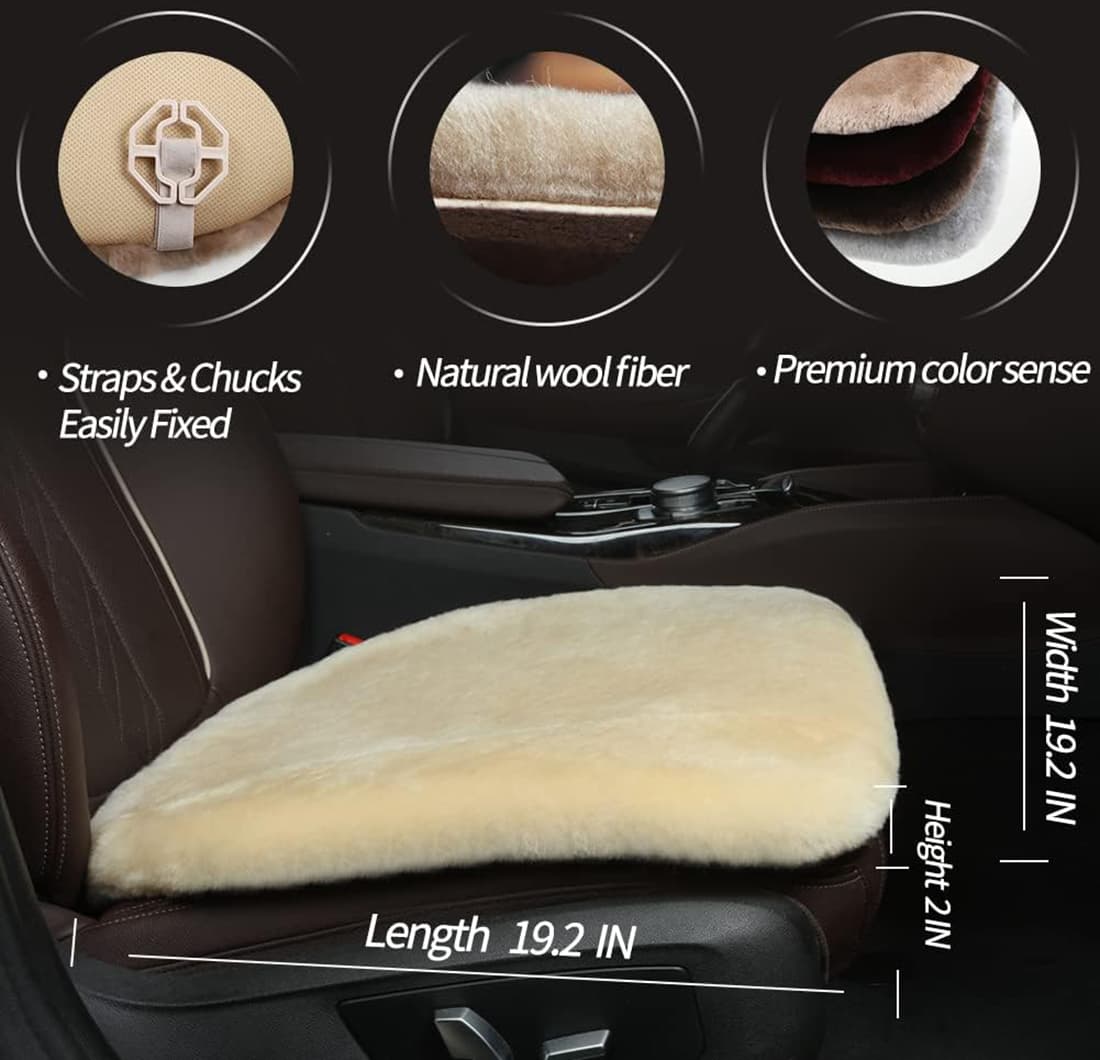 • Straps & Chucks
Easily Fixed
• Natural wool fiber
• Premium color sense
Width 19.2 IN
Height 2 IN
Length 19.2 IN